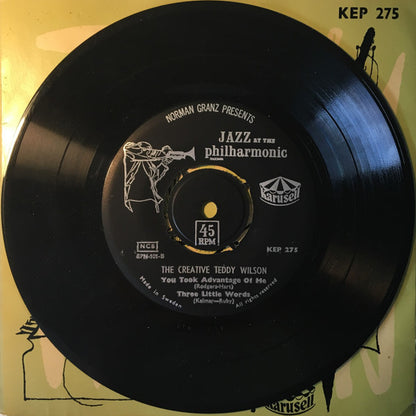 KEP 275
NORMAN GRANZ PRESENTS
JAZZ AT THE
philharmonic
Karusell
45
RPM
NCB
KEP 275
THE CREATIVE TEDDY WILSON
You Took Advantage Of Me
(Rodgers-Hart)
Three Little Words
(Kalmar-Ruby)
Made in Sweden
All rights reserved
Karusell